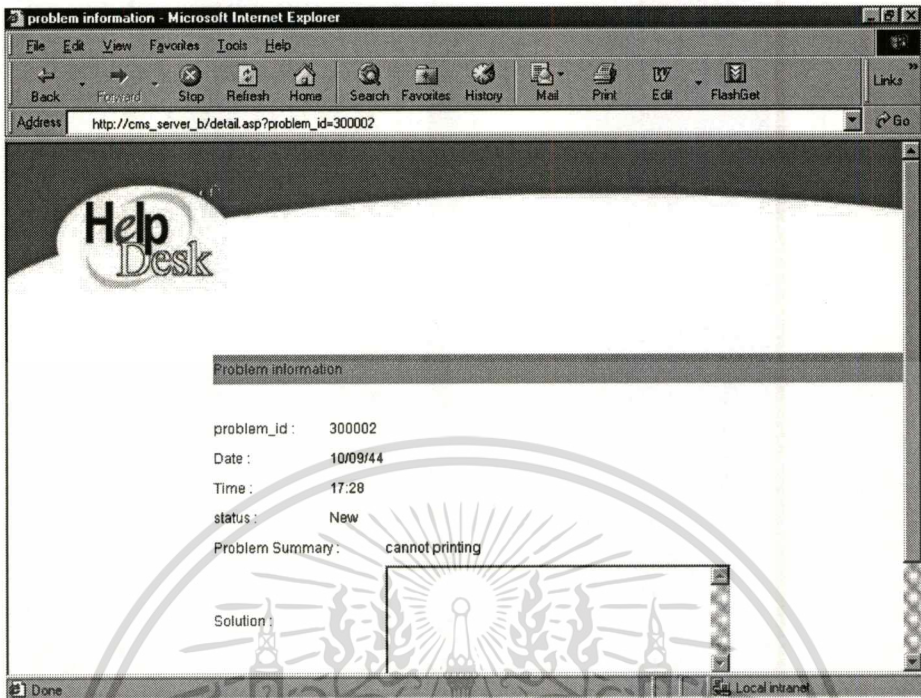 problem information - Microsoft Internet Explorer
File Edit View Favorites Tools Help
Back Forward Stop Refresh Home Search Favorites History Mail Print Edit FlashGet Links
Address http://cms_server_b/detail.asp?problem_id=300002 Go
Help
Desk
Problem information
problem_id : 300002
Date : 10/09/44
Time : 17:28
status : New
Problem Summary : cannot printing
Solution :
Done Local intranet